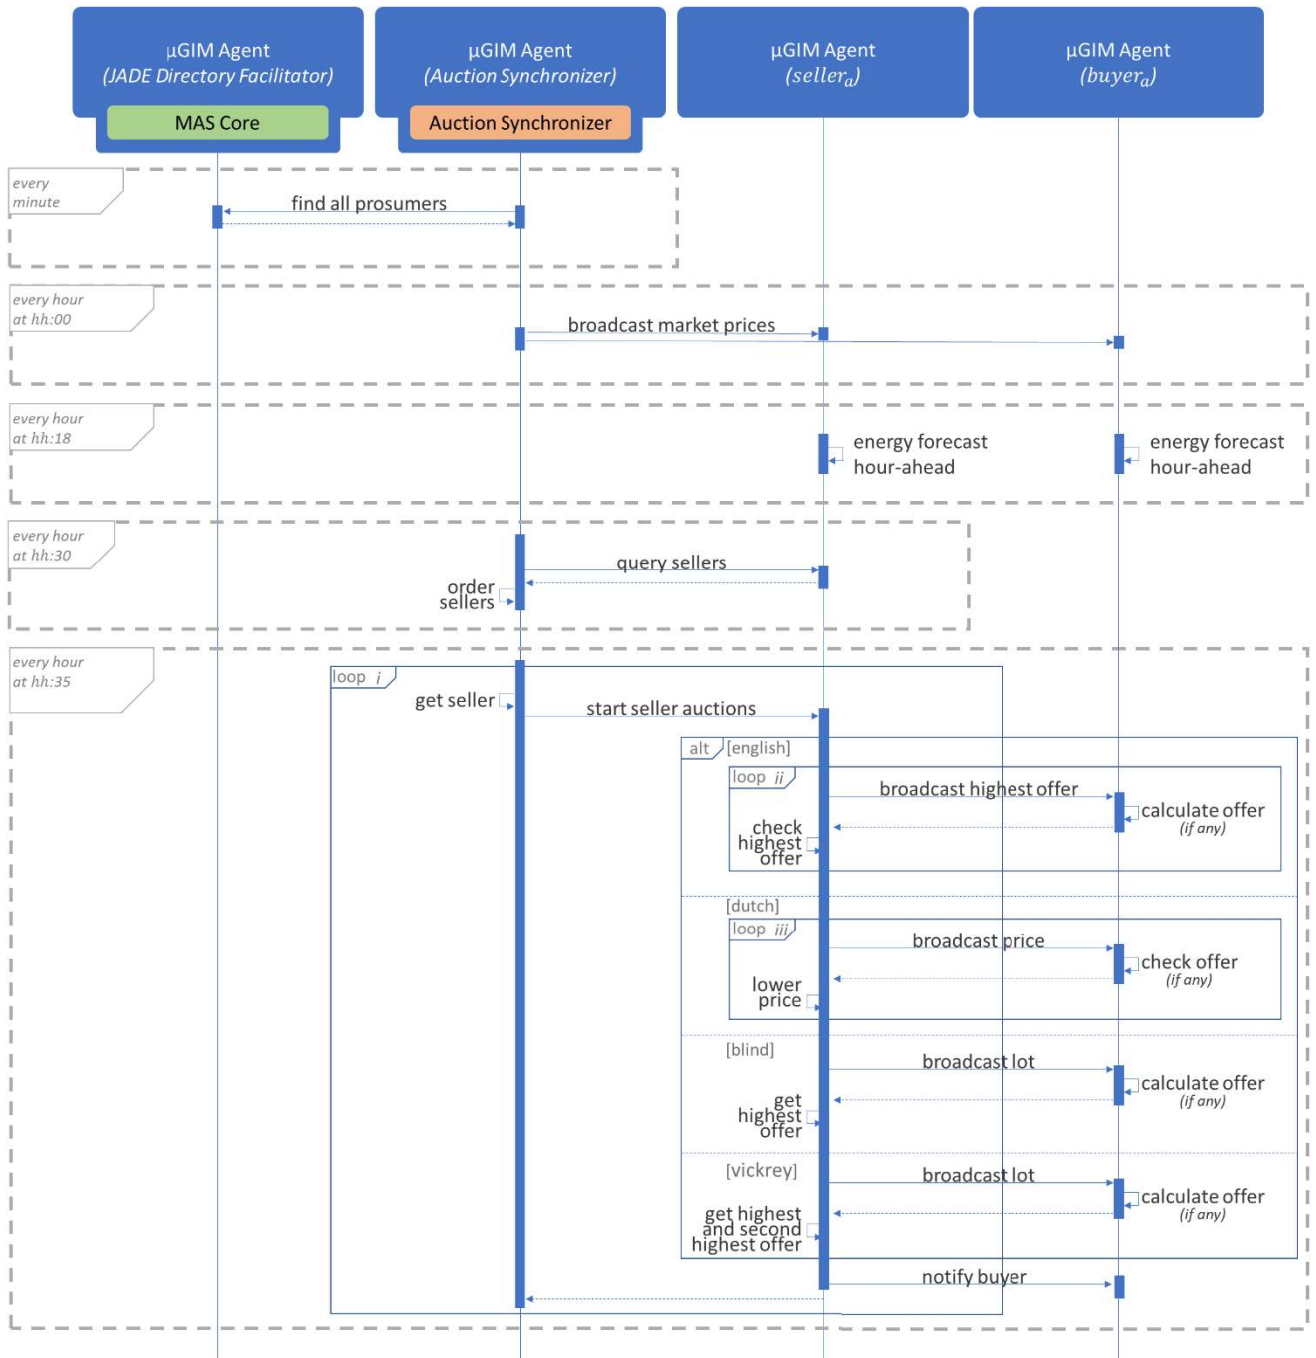 μGIM Agent
(JADE Directory Facilitator)
MAS Core
μGIM Agent
(Auction Synchronizer)
Auction Synchronizer
μGIM Agent
(seller_a)
μGIM Agent
(buyer_a)
every
minute
find all prosumers
every hour
at hh:00
broadcast market prices
every hour
at hh:18
energy forecast
hour-ahead
energy forecast
hour-ahead
every hour
at hh:30
query sellers
order
sellers
every hour
at hh:35
loop i
get seller
start seller auctions
alt [english]
loop ii
broadcast highest offer
calculate offer
(if any)
check
highest
offer
[dutch]
loop iii
broadcast price
check offer
(if any)
lower
price
[blind]
broadcast lot
calculate offer
(if any)
get
highest
offer
[vickrey]
broadcast lot
calculate offer
(if any)
get highest
and second
highest offer
notify buyer